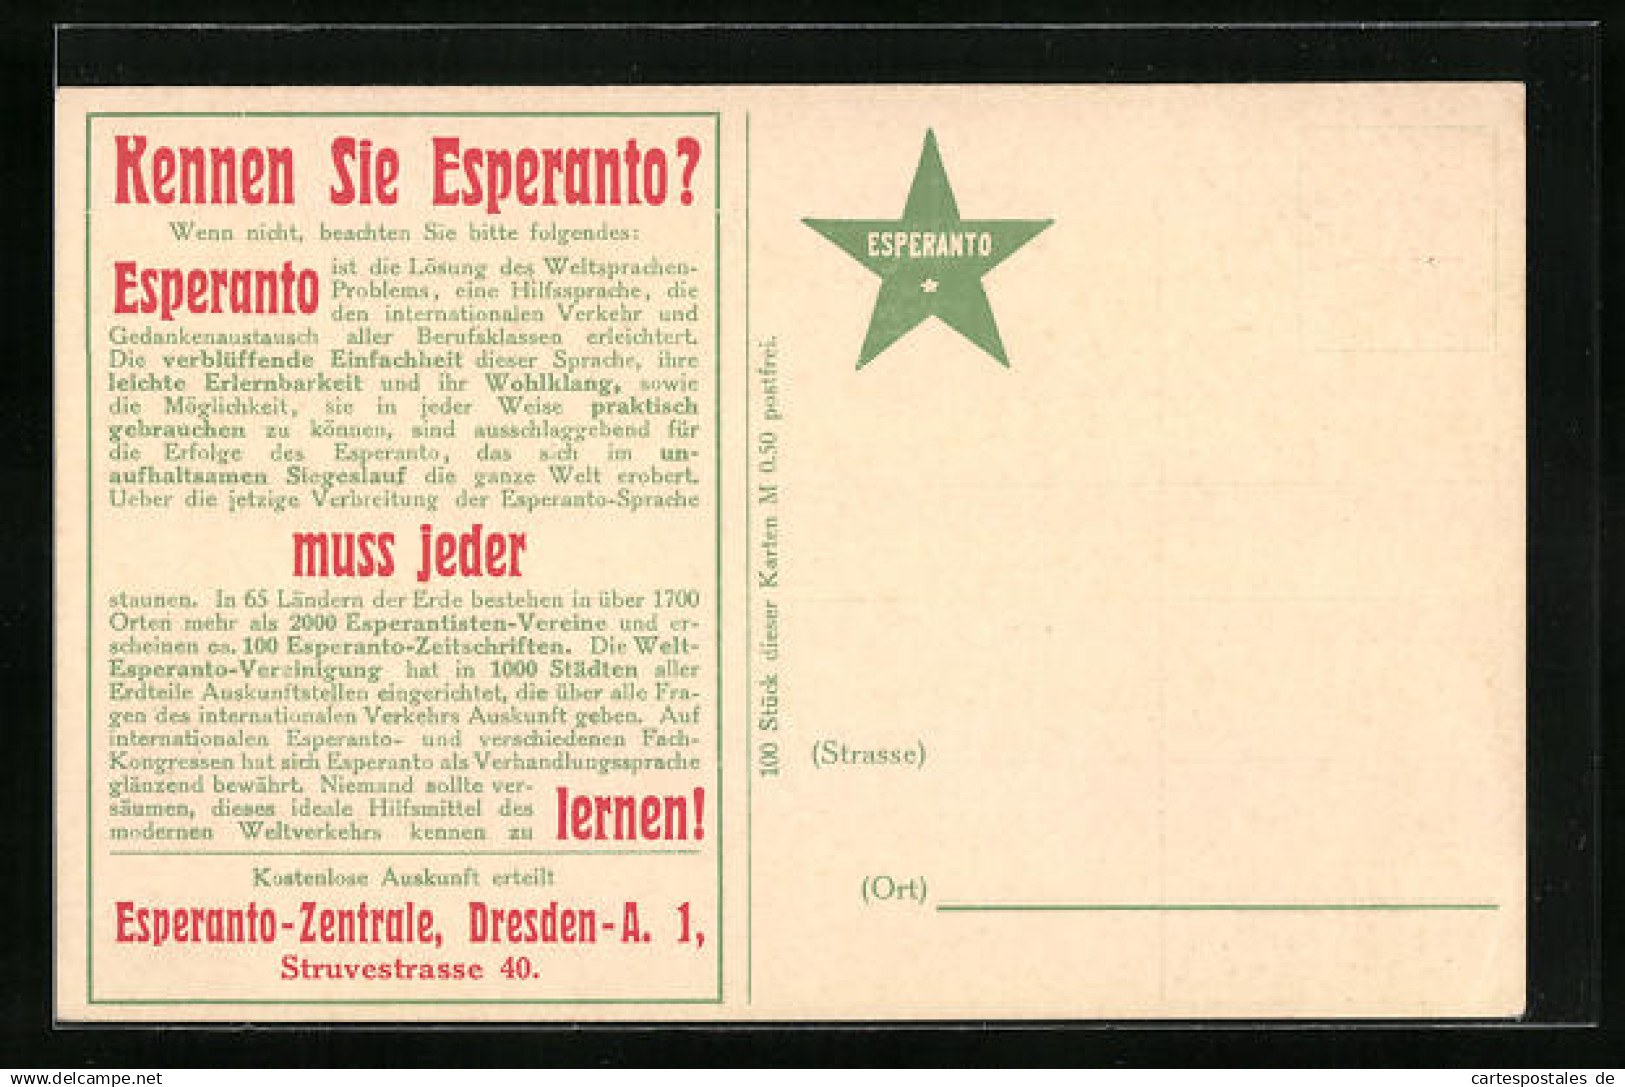 Kennen Sie Esperanto?
Wenn nicht, beachten Sie bitte folgendes:
Esperanto ist die Lösung des Weltsprachen-
Problems, eine Hilfssprache, die
den internationalen Verkehr und
Gedankenaustausch aller Berufsklassen erleichtert.
Die verblüffende Einfachheit dieser Sprache, ihre
leichte Erlernbarkeit und ihr Wohlklang, sowie
die Möglichkeit, sie in jeder Weise praktisch
gebrauchen zu können, sind ausschlaggebend für
die Erfolge des Esperanto, das sich im un-
aufhaltsamen Siegeslauf die ganze Welt erobert.
Ueber die jetzige Verbreitung der Esperanto-Sprache
muss jeder
staunen. In 65 Ländern der Erde bestehen in über 1700
Orten mehr als 2000 Esperantisten-Vereine und er-
scheinen ca. 100 Esperanto-Zeitschriften. Die Welt-
Esperanto-Vereinigung hat in 1000 Städten aller
Erdteile Auskunftstellen eingerichtet, die über alle Fra-
gen des internationalen Verkehrs Auskunft geben. Auf
internationalen Esperanto- und verschiedenen Fach-
Kongressen hat sich Esperanto als Verhandlungssprache
glänzend bewährt. Niemand sollte ver-
säumen, dieses ideale Hilfsmittel des
modernen Weltverkehrs kennen zu lernen!
Kostenlose Auskunft erteilt
Esperanto-Zentrale, Dresden-A. 1,
Struvestrasse 40.
100 Stück dieser Karten M 0,50 postfrei.
ESPERANTO
(Strasse)
(Ort)
www.cartespostales.eu
cartespostales de